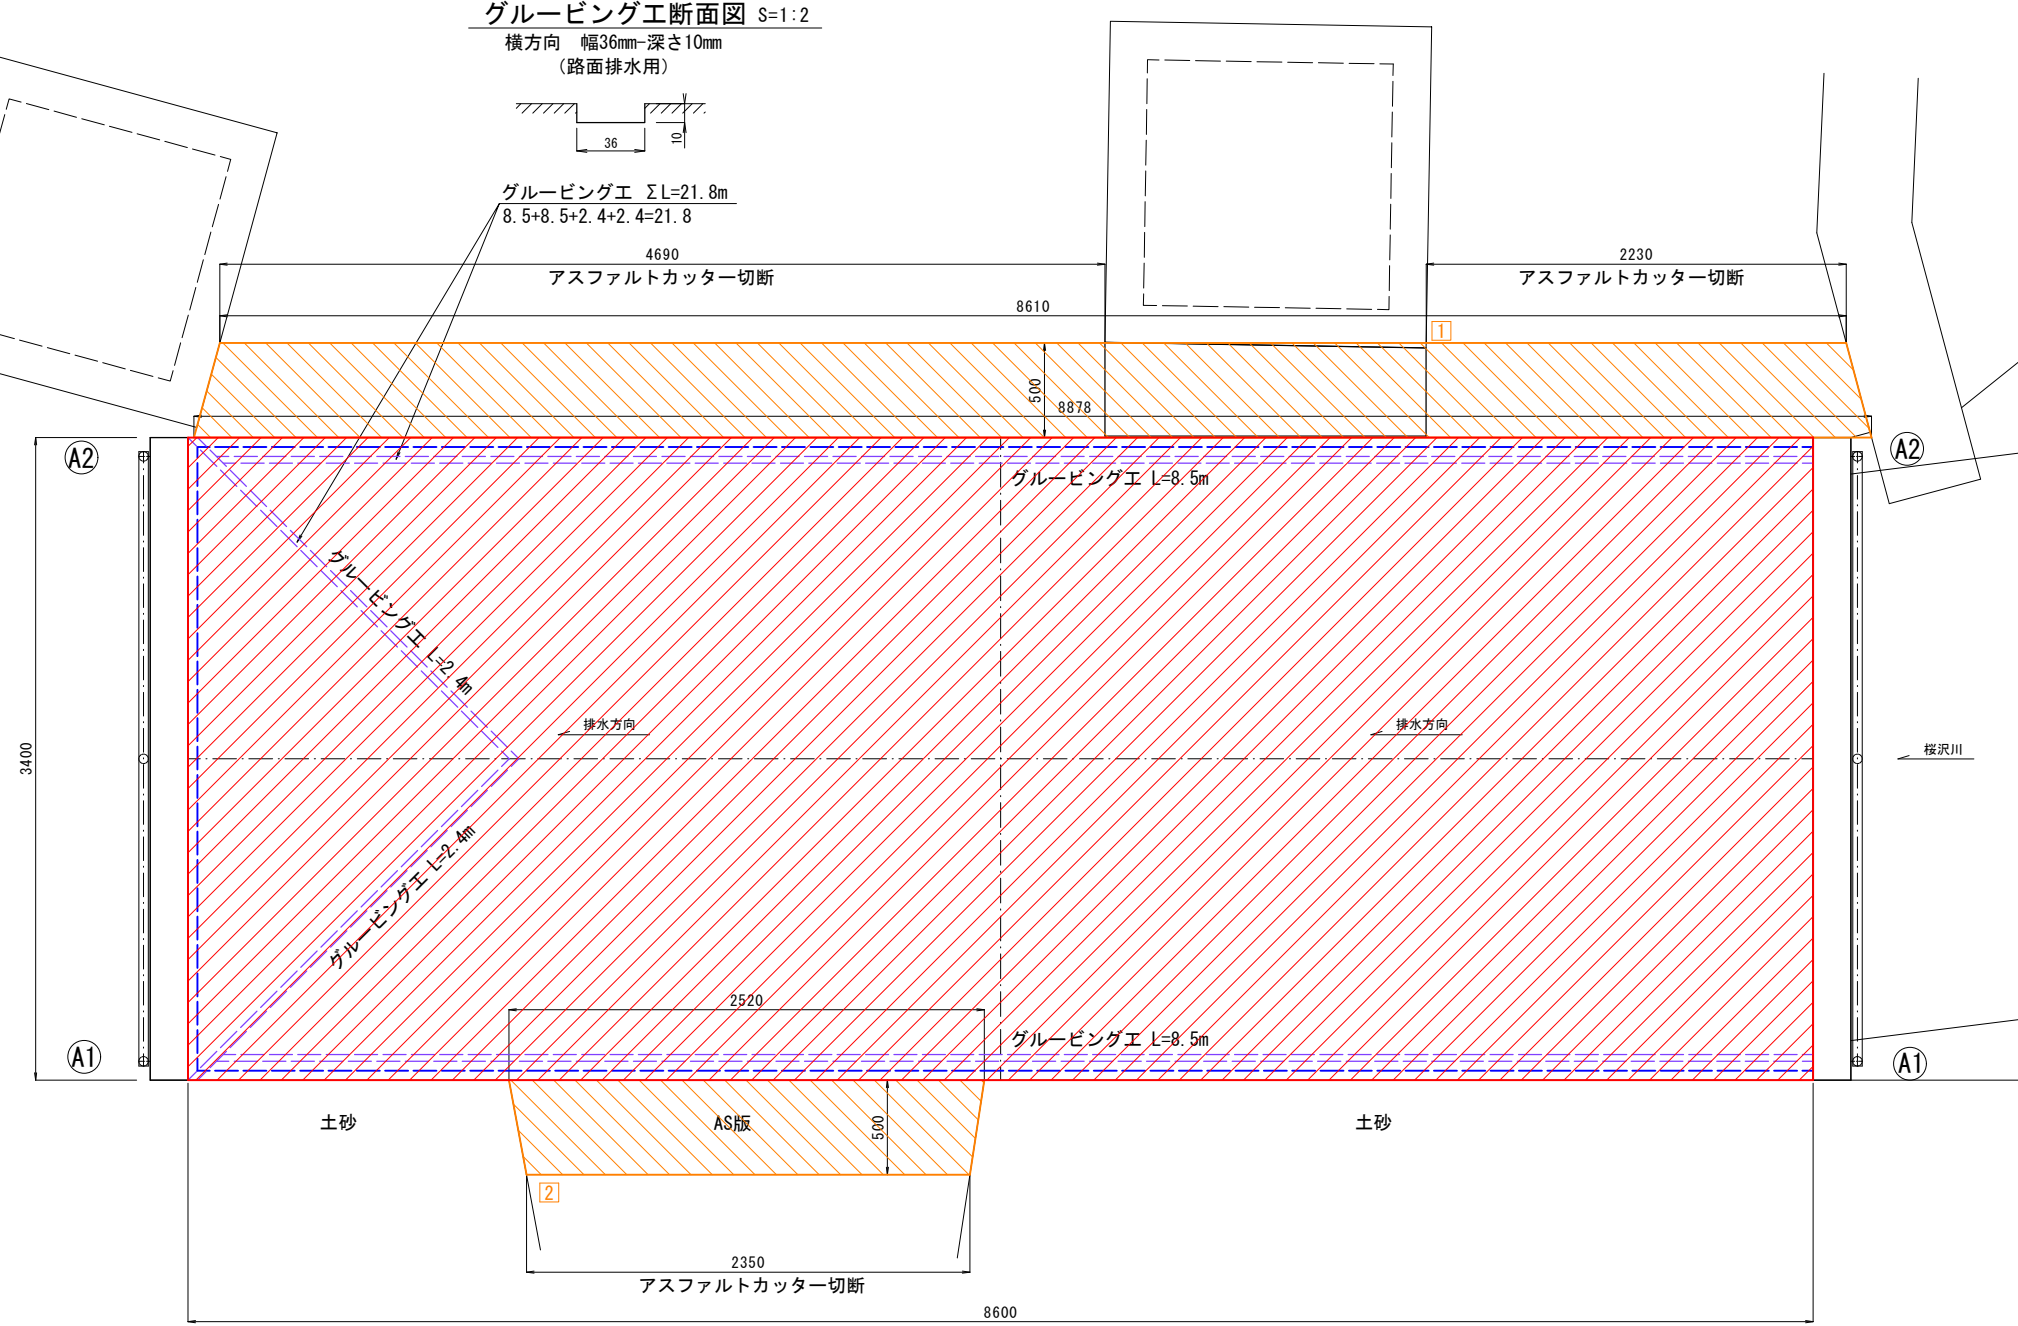 グルービング工断面図 S=1:2
横方向 幅36mm-深さ10mm
(路面排水用)
36
10
グルービング工 ΣL=21.8m
8.5+8.5+2.4+2.4=21.8
4690
アスファルトカッター切断
2230
アスファルトカッター切断
8610
1
500
8878
A2
A2
グルービング工 L=8.5m
グルービング工 L=2.4m
排水方向
排水方向
桜沢川
3400
グルービング工 L=2.4m
2520
グルービング工 L=8.5m
A1
A1
土砂
AS版
500
土砂
2
2350
アスファルトカッター切断
8600